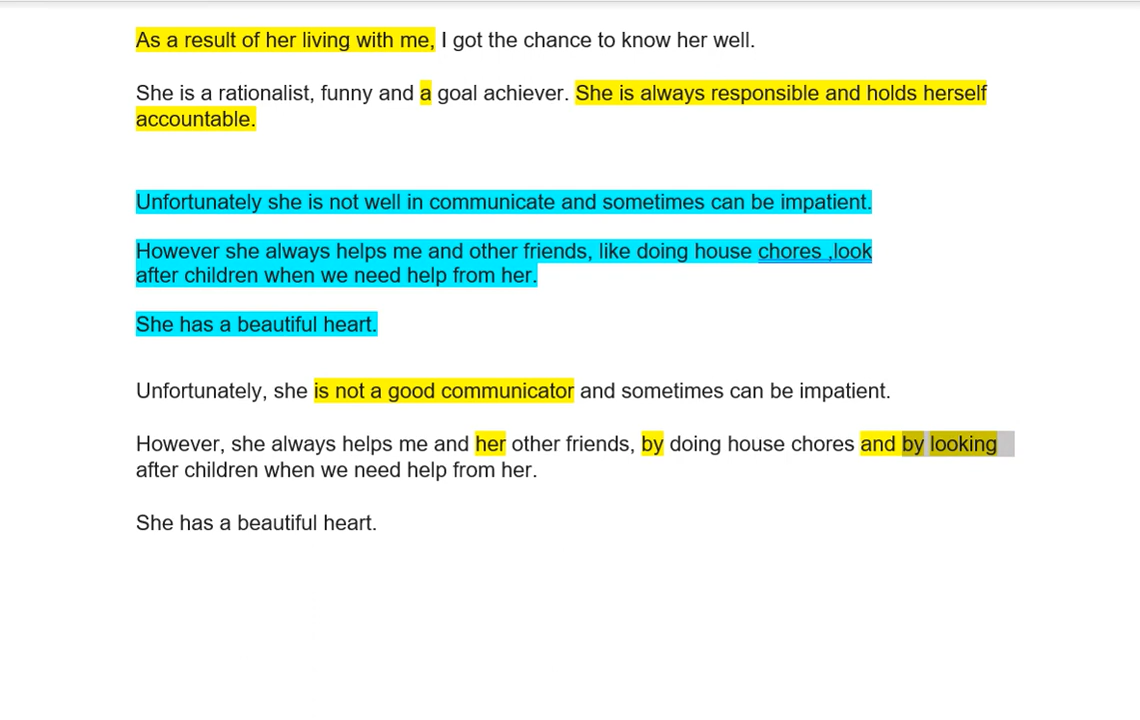 As a result of her living with me, I got the chance to know her well.
She is a rationalist, funny and a goal achiever. She is always responsible and holds herself
accountable.
Unfortunately she is not well in communicate and sometimes can be impatient.
However she always helps me and other friends, like doing house chores ,look
after children when we need help from her.
She has a beautiful heart.
Unfortunately, she is not a good communicator and sometimes can be impatient.
However, she always helps me and her other friends, by doing house chores and by looking
after children when we need help from her.
She has a beautiful heart.